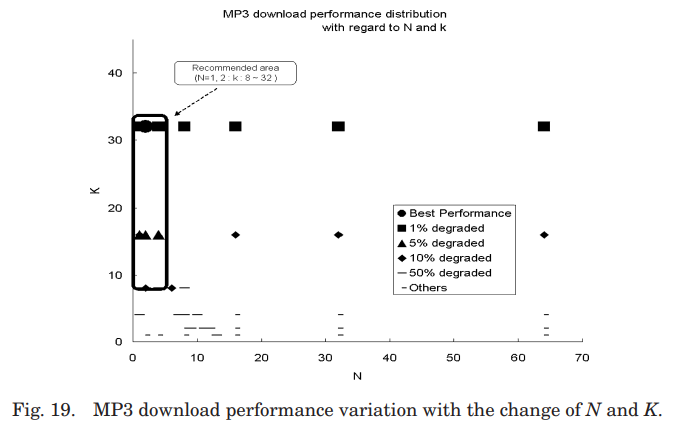 MP3 download performance distribution
with regard to N and k
Recommended area
(N=1, 2 : k : 8 ~ 32 )
40
30
20
10
0
K
0 10 20 30 40 50 60 70
N
Best Performance
1% degraded
5% degraded
10% degraded
50% degraded
Others
Fig. 19. MP3 download performance variation with the change of N and K.